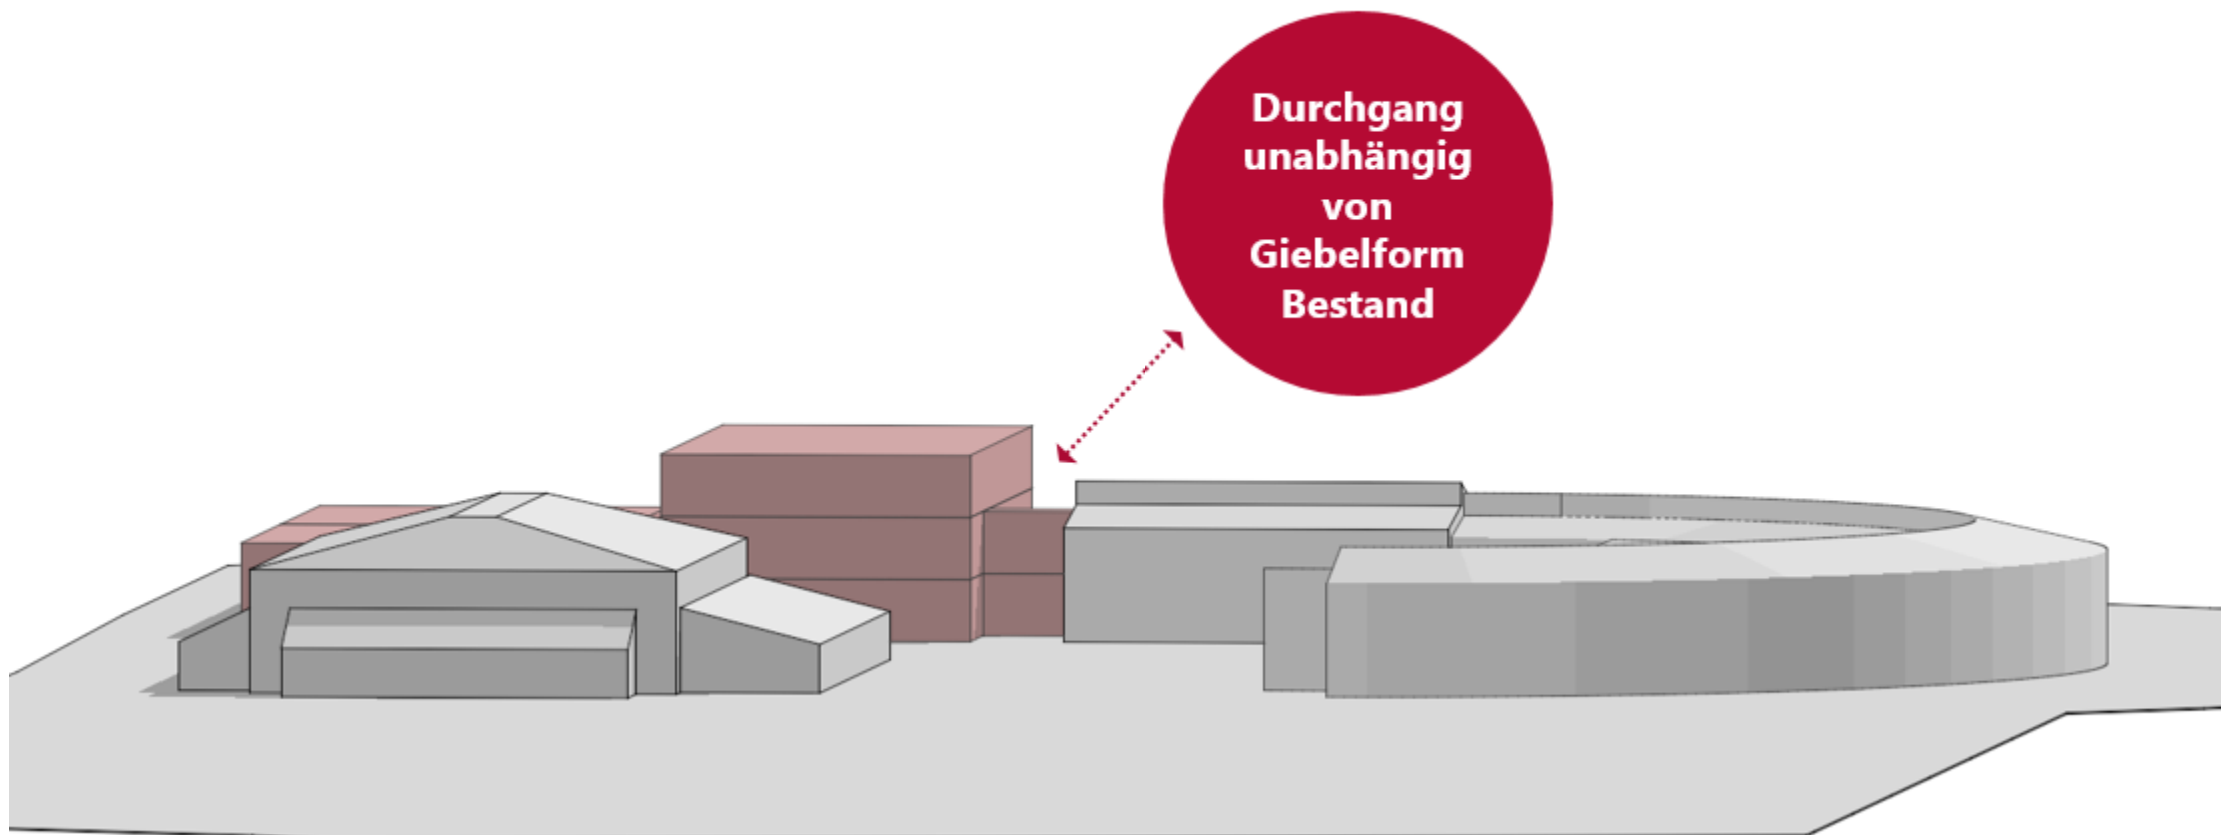 Durchgang
unabhängig
von
Giebelform
Bestand